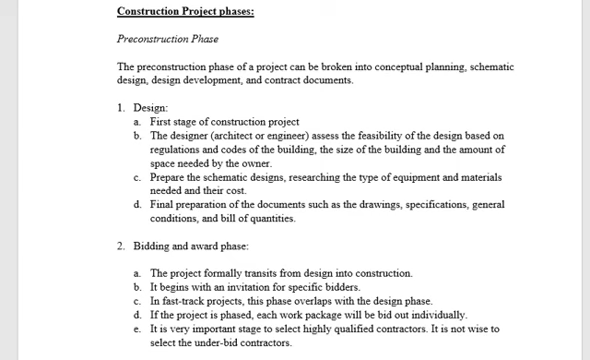 Construction Project phases:
Preconstruction Phase
The preconstruction phase of a project can be broken into conceptual planning, schematic
design, design development, and contract documents.
1. Design:
a. First stage of construction project
b. The designer (architect or engineer) assess the feasibility of the design based on
regulations and codes of the building, the size of the building and the amount of
space needed by the owner.
c. Prepare the schematic designs, researching the type of equipment and materials
needed and their cost.
d. Final preparation of the documents such as the drawings, specifications, general
conditions, and bill of quantities.
2. Bidding and award phase:
a. The project formally transits from design into construction.
b. It begins with an invitation for specific bidders.
c. In fast-track projects, this phase overlaps with the design phase.
d. If the project is phased, each work package will be bid out individually.
e. It is very important stage to select highly qualified contractors. It is not wise to
select the under-bid contractors.